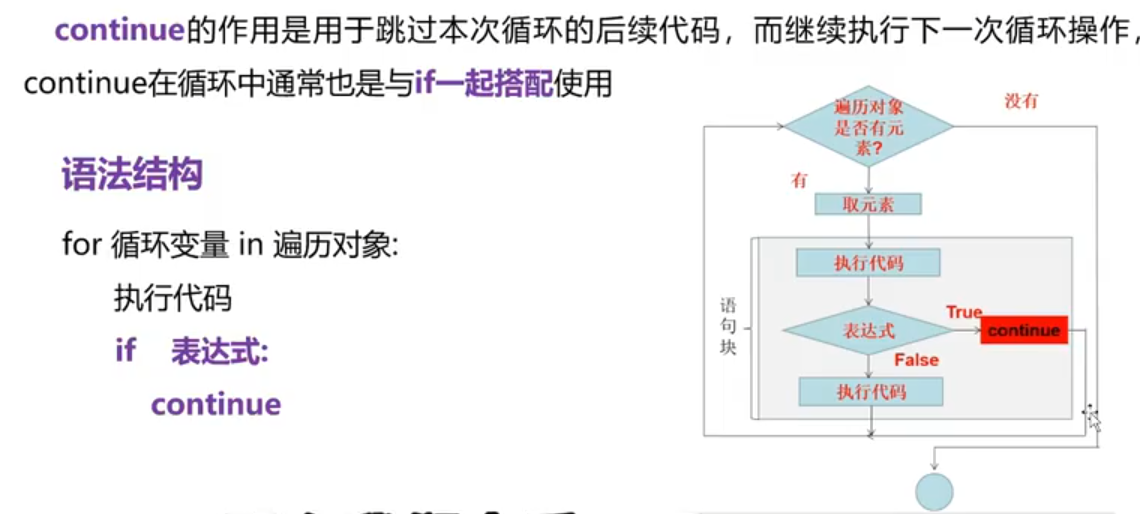 continue的作用是用于跳过本次循环的后续代码，而继续执行下一次循环操作，
continue在循环中通常也是与if一起搭配使用
语法结构
for 循环变量 in 遍历对象:
执行代码
if 表达式:
continue
遍历对象
是否有元
素?
没有
有
取元素
执行代码
语
句
块
表达式
True
continue
False
执行代码